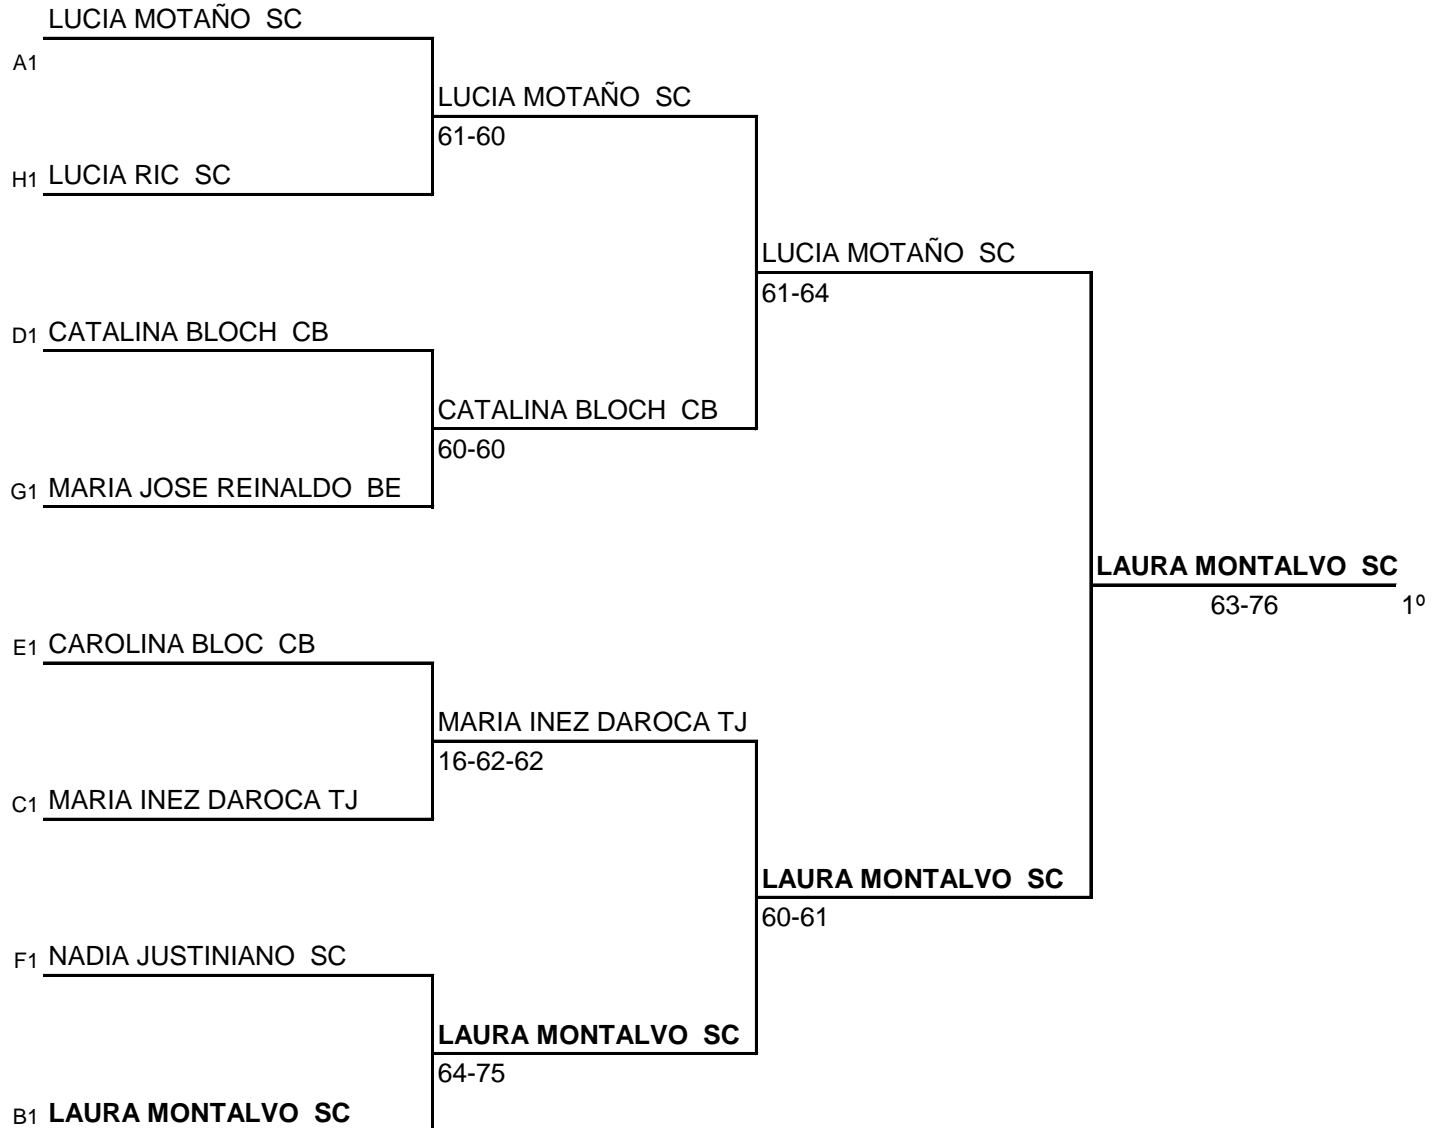 LUCIA MOTAÑO SC
A1
LUCIA MOTAÑO SC
61-60
H1 LUCIA RIC SC
LUCIA MOTAÑO SC
61-64
D1 CATALINA BLOCH CB
CATALINA BLOCH CB
60-60
G1 MARIA JOSE REINALDO BE
LAURA MONTALVO SC
63-76 1º
E1 CAROLINA BLOC CB
MARIA INEZ DAROCA TJ
16-62-62
C1 MARIA INEZ DAROCA TJ
LAURA MONTALVO SC
60-61
F1 NADIA JUSTINIANO SC
LAURA MONTALVO SC
64-75
B1 LAURA MONTALVO SC